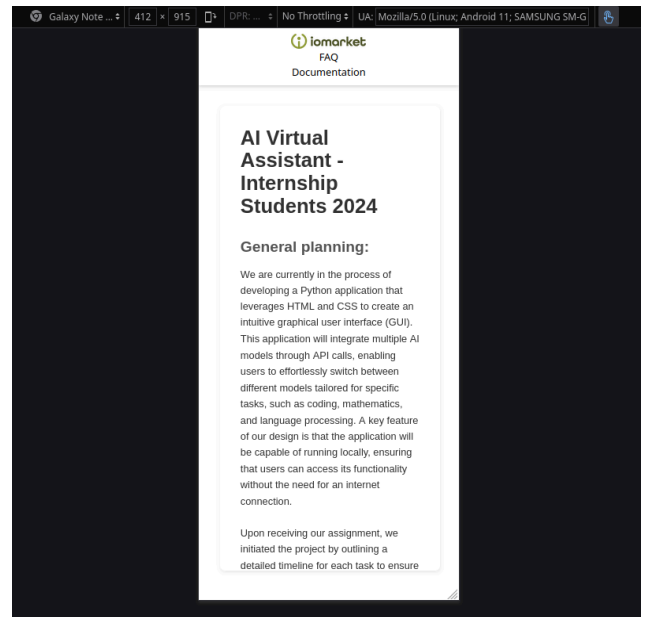 Galaxy Note ... 412 × 915 DPR: ... No Throttling UA: Mozilla/5.0 (Linux; Android 11; SAMSUNG SM-G
iomarket
FAQ
Documentation
AI Virtual
Assistant -
Internship
Students 2024
General planning:
We are currently in the process of
developing a Python application that
leverages HTML and CSS to create an
intuitive graphical user interface (GUI).
This application will integrate multiple AI
models through API calls, enabling
users to effortlessly switch between
different models tailored for specific
tasks, such as coding, mathematics,
and language processing. A key feature
of our design is that the application will
be capable of running locally, ensuring
that users can access its functionality
without the need for an internet
connection.
Upon receiving our assignment, we
initiated the project by outlining a
detailed timeline for each task to ensure